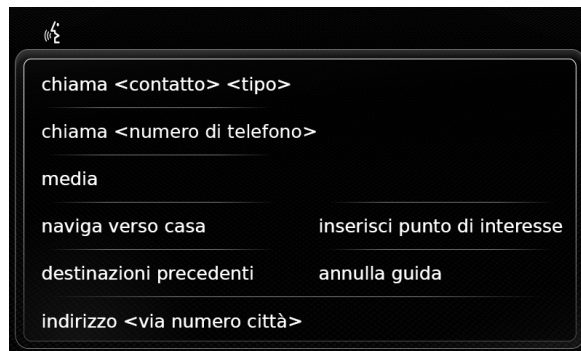 chiama <contatto> <tipo>
chiama <numero di telefono>
media
naviga verso casa
inserisci punto di interesse
destinazioni precedenti
annulla guida
indirizzo <via numero città>